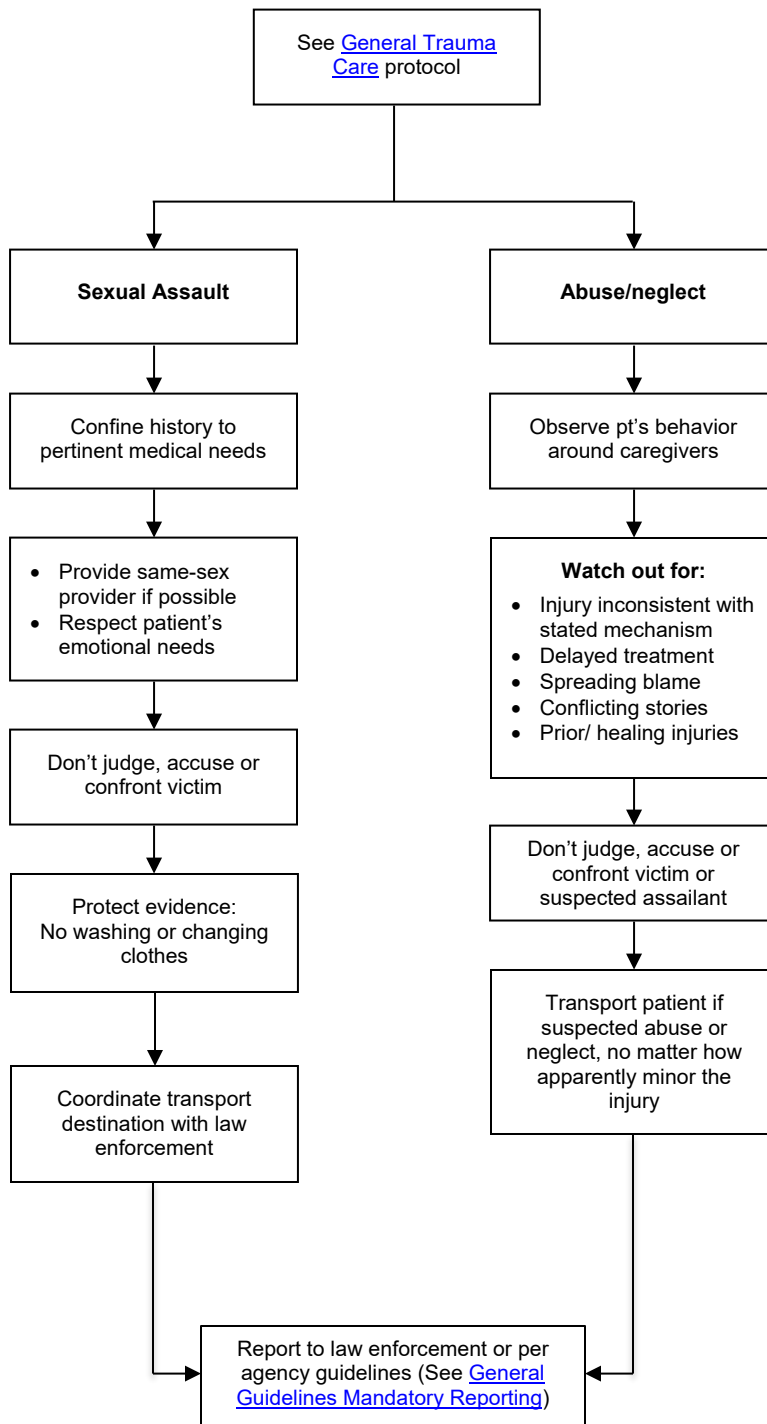 See General Trauma
Care protocol
Sexual Assault
Confine history to
pertinent medical needs
• Provide same-sex
provider if possible
• Respect patient’s
emotional needs
Don’t judge, accuse or
confront victim
Protect evidence:
No washing or changing
clothes
Coordinate transport
destination with law
enforcement
Abuse/neglect
Observe pt’s behavior
around caregivers
Watch out for:
• Injury inconsistent with
stated mechanism
• Delayed treatment
• Spreading blame
• Conflicting stories
• Prior/ healing injuries
Don’t judge, accuse or
confront victim or
suspected assailant
Transport patient if
suspected abuse or
neglect, no matter how
apparently minor the
injury
Report to law enforcement or per
agency guidelines (See General
Guidelines Mandatory Reporting)